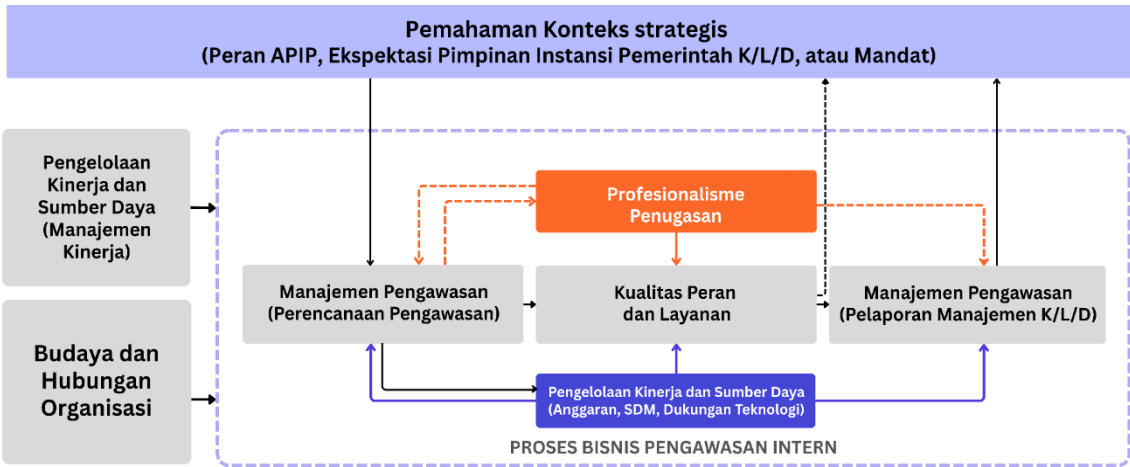 Pemahaman Konteks strategis
(Peran APIP, Ekspektasi Pimpinan Instansi Pemerintah K/L/D, atau Mandat)
Pengelolaan
Kinerja dan
Sumber Daya
(Manajemen
Kinerja)
Budaya dan
Hubungan
Organisasi
Profesionalisme
Penugasan
Manajemen Pengawasan
(Perencanaan Pengawasan)
Kualitas Peran
dan Layanan
Manajemen Pengawasan
(Pelaporan Manajemen K/L/D)
Pengelolaan Kinerja dan Sumber Daya
(Anggaran, SDM, Dukungan Teknologi)
PROSES BISNIS PENGAWASAN INTERN